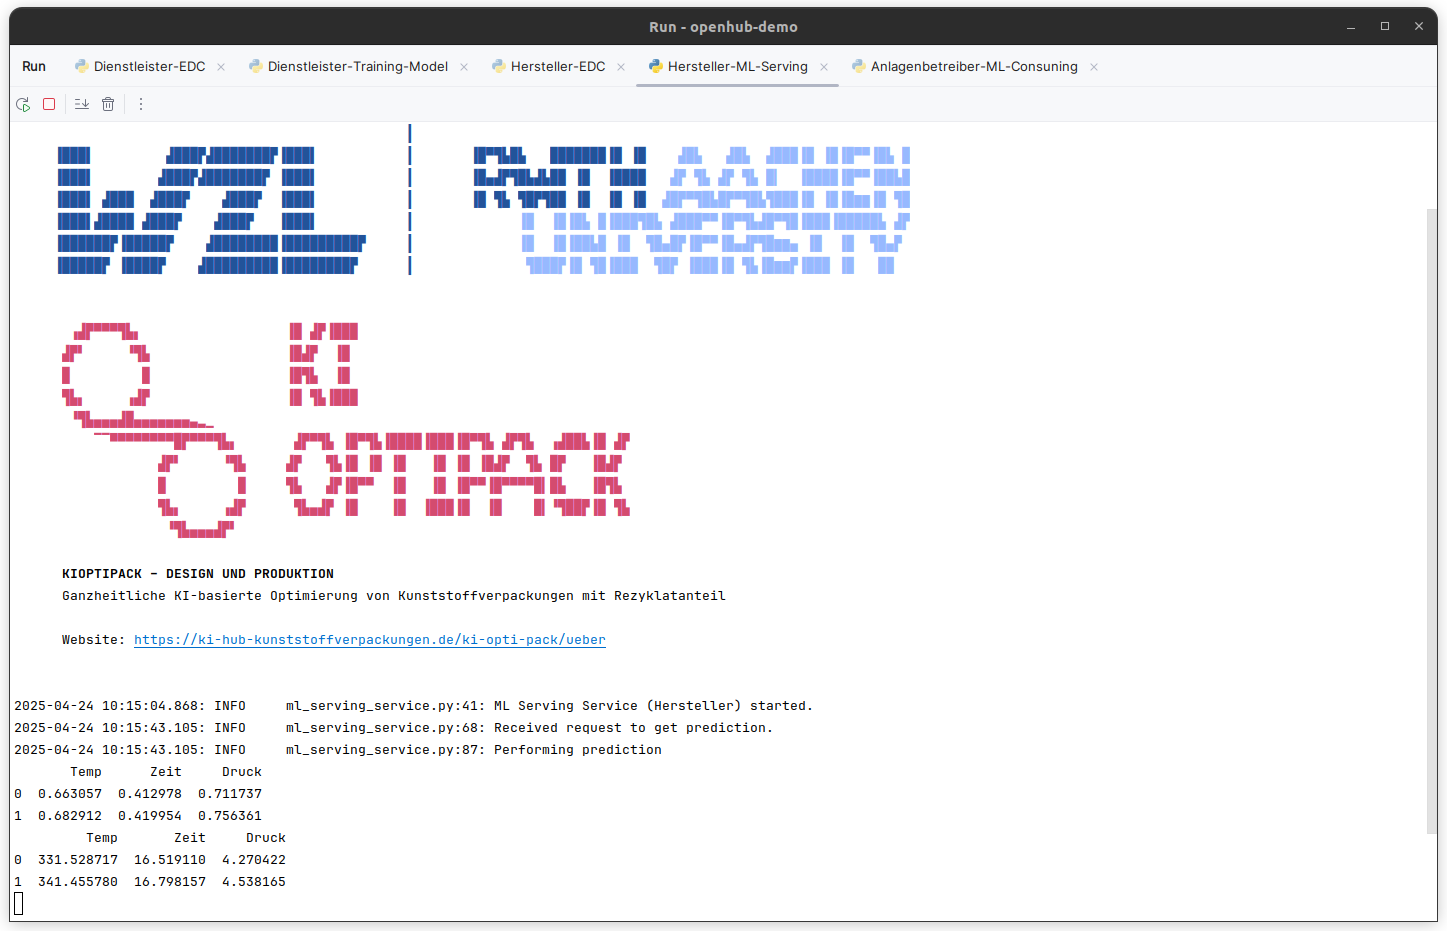 Run - openhub-demo
Run Dienstleister-EDC Dienstleister-Training-Model Hersteller-EDC Hersteller-ML-Serving Anlagenbetreiber-ML-Consuning
WZL RWTH AACHEN
UNIVERSITY
KI
OPTIPACK
KIOPTIPACK – DESIGN UND PRODUKTION
Ganzheitliche KI-basierte Optimierung von Kunststoffverpackungen mit Rezyklatanteil
Website: https://ki-hub-kunststoffverpackungen.de/ki-opti-pack/ueber
2025-04-24 10:15:04.868: INFO     ml_serving_service.py:41: ML Serving Service (Hersteller) started.
2025-04-24 10:15:43.105: INFO     ml_serving_service.py:68: Received request to get prediction.
2025-04-24 10:15:43.105: INFO     ml_serving_service.py:87: Performing prediction
Temp Zeit Druck
0 0.663057 0.412978 0.711737
1 0.682912 0.419954 0.756361
Temp Zeit Druck
0 331.528717 16.519110 4.270422
1 341.455780 16.798157 4.538165